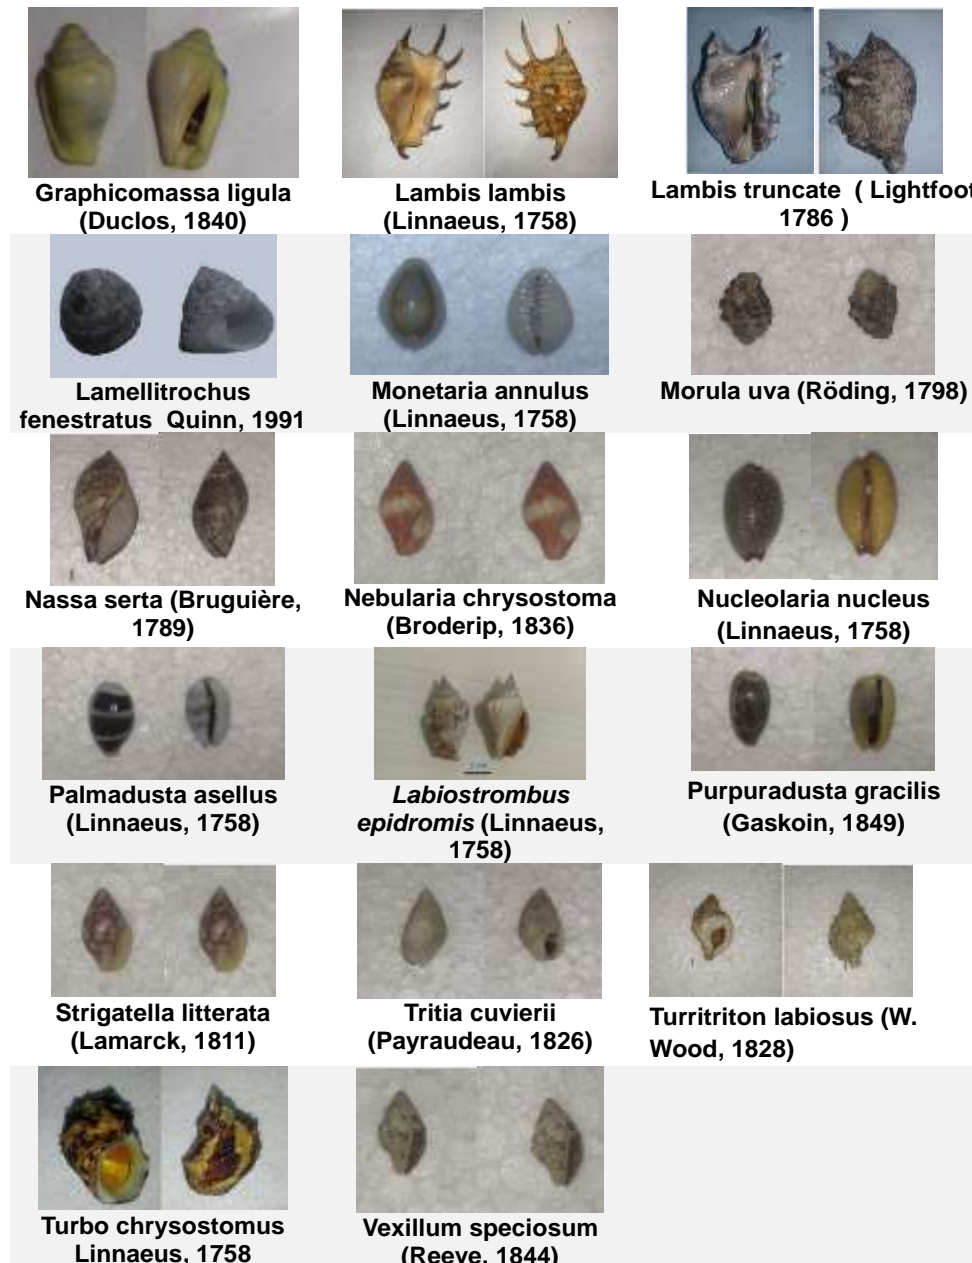 Graphicomassa ligula
(Duclos, 1840)
Lambis lambis
(Linnaeus, 1758)
Lambis truncate ( Lightfoot
1786 )
Lamellitrochus
fenestratus Quinn, 1991
Monetaria annulus
(Linnaeus, 1758)
Morula uva (Röding, 1798)
Nassa serta (Bruguière,
1789)
Nebularia chrysostoma
(Broderip, 1836)
Nucleolaria nucleus
(Linnaeus, 1758)
Palmadusta asellus
(Linnaeus, 1758)
Labiostrombus
epidromis (Linnaeus,
1758)
Purpuradusta gracilis
(Gaskoin, 1849)
Strigatella litterata
(Lamarck, 1811)
Tritia cuvierii
(Payraudeau, 1826)
Turritriton labiosus (W.
Wood, 1828)
Turbo chrysostomus
Linnaeus, 1758
Vexillum speciosum
(Reeve, 1844)